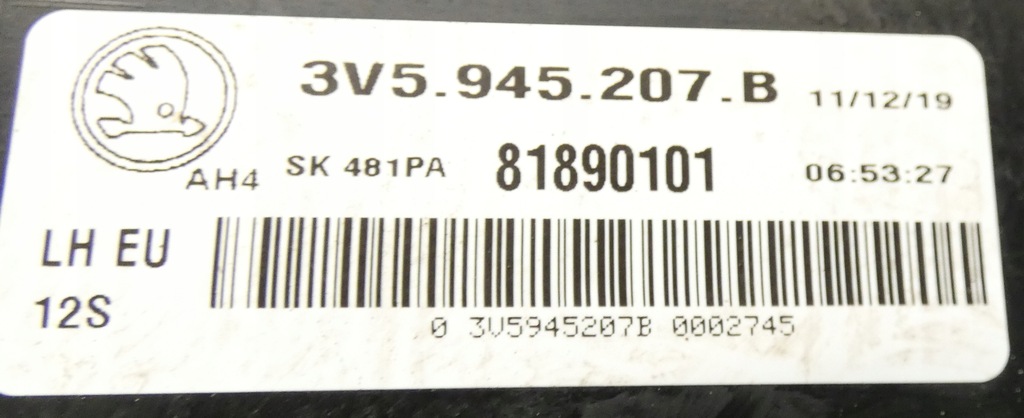 3V5.945.207.B 11/12/19
AH4 SK 481PA 81890101 06:53:27
LH EU
12S
0 3V5945207B 0002745